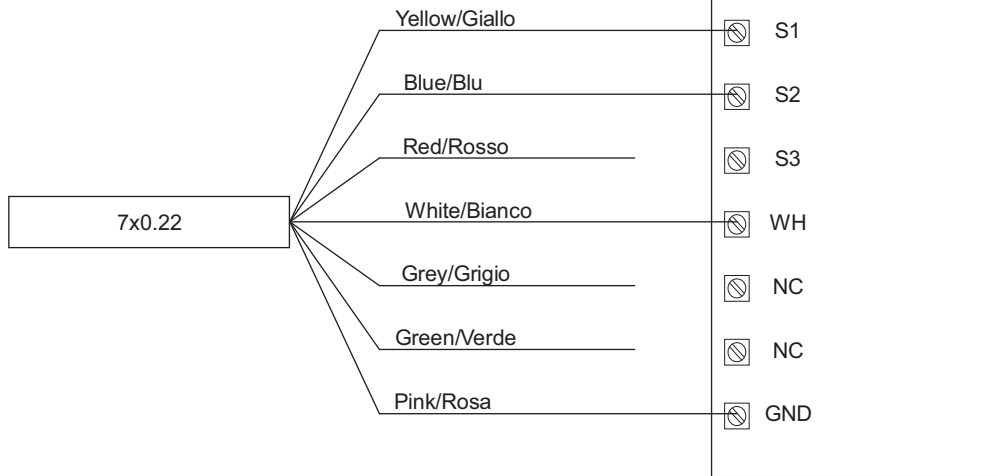 Yellow/Giallo
S1
Blue/Blu
S2
Red/Rosso
S3
7x0.22
White/Bianco
WH
Grey/Grigio
NC
Green/Verde
NC
Pink/Rosa
GND